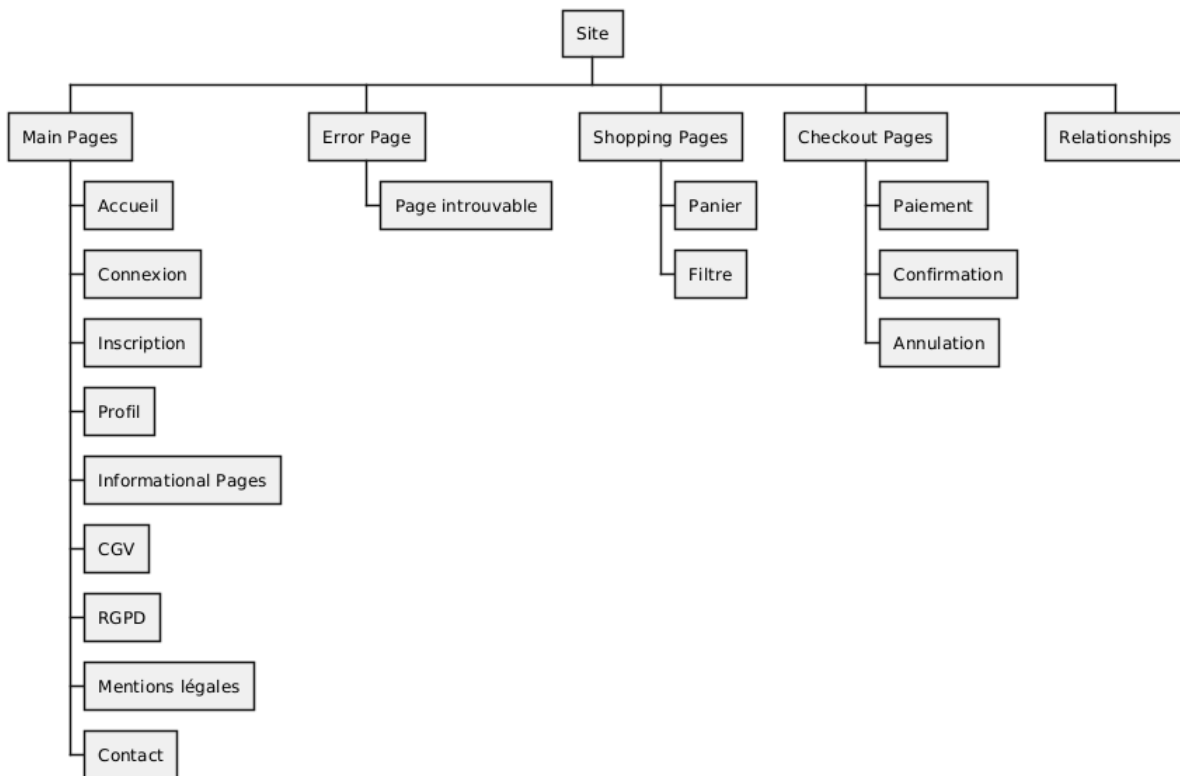 Site
Main Pages
Error Page
Shopping Pages
Checkout Pages
Relationships
Accueil
Page introuvable
Panier
Paiement
Connexion
Filtre
Confirmation
Inscription
Annulation
Profil
Informational Pages
CGV
RGPD
Mentions légales
Contact